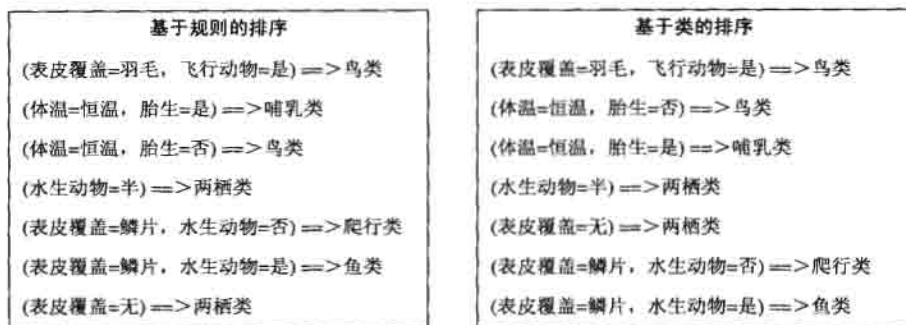 基于规则的排序
(表皮覆盖=羽毛，飞行动物=是)==>鸟类
(体温=恒温，胎生=是)==>哺乳类
(体温=恒温，胎生=否)==>鸟类
(水生动物=半)==>两栖类
(表皮覆盖=鳞片，水生动物=否)==>爬行类
(表皮覆盖=鳞片，水生动物=是)==>鱼类
(表皮覆盖=无)==>两栖类
基于类的排序
(表皮覆盖=羽毛，飞行动物=是)==>鸟类
(体温=恒温，胎生=否)==>鸟类
(体温=恒温，胎生=是)==>哺乳类
(水生动物=半)==>两栖类
(表皮覆盖=无)==>两栖类
(表皮覆盖=鳞片，水生动物=否)==>爬行类
(表皮覆盖=鳞片，水生动物=是)==>鱼类